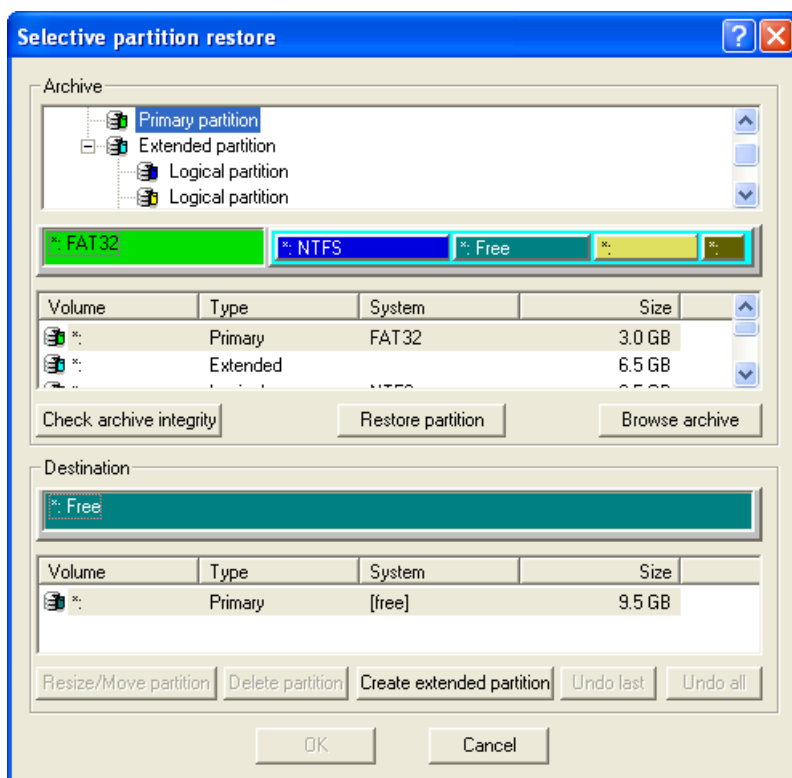 Selective partition restore
Archive
Primary partition
Extended partition
Logical partition
Logical partition
*: FAT32 *: NTFS *: Free *: *:
Volume Type System Size
*: Primary FAT32 3.0 GB
*: Extended 6.5 GB
Check archive integrity Restore partition Browse archive
Destination
*: Free
Volume Type System Size
*: Primary [free] 9.5 GB
Resize/Move partition Delete partition Create extended partition Undo last Undo all
OK Cancel